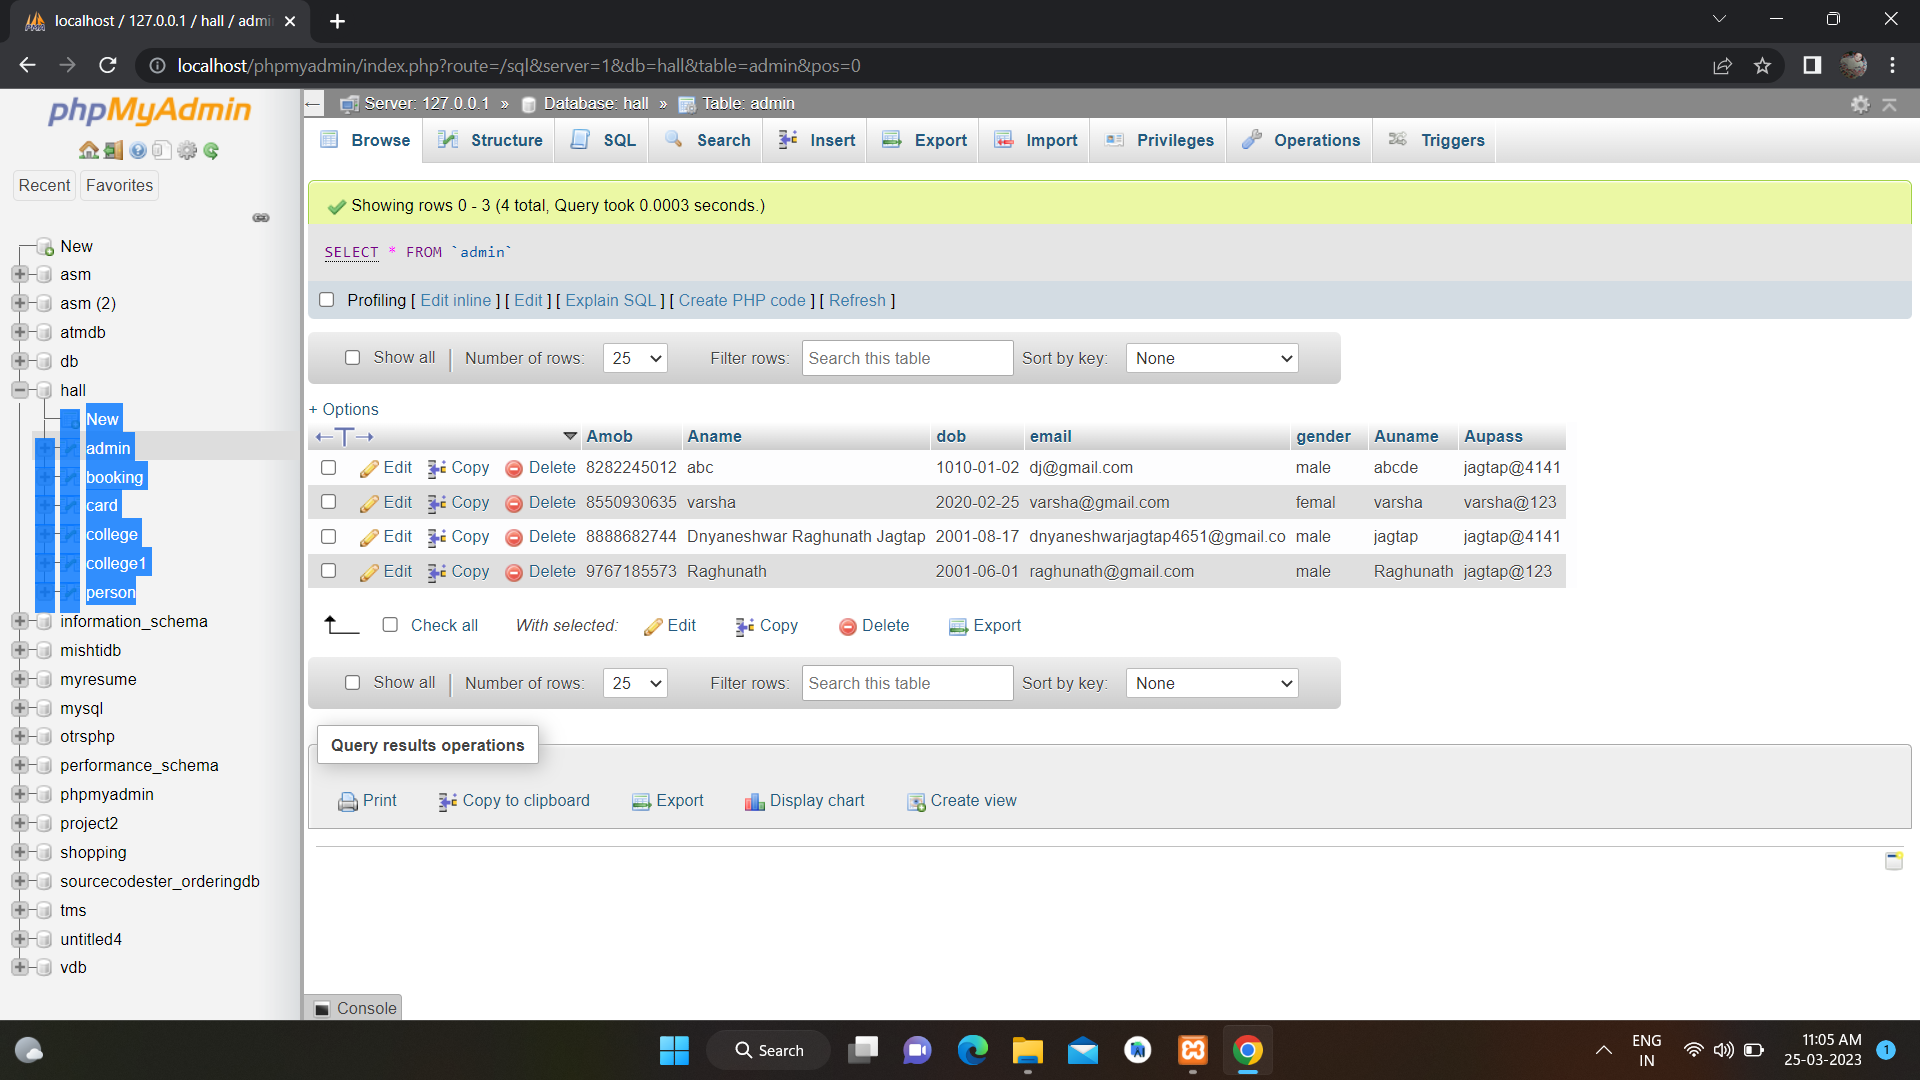 localhost / 127.0.0.1 / hall / admi
localhost/phpmyadmin/index.php?route=/sql&server=1&db=hall&table=admin&pos=0
phpMyAdmin
Recent Favorites
New
asm
asm (2)
atmdb
db
hall
New
admin
booking
card
college
college1
person
information_schema
mishtidb
myresume
mysql
otrsphp
performance_schema
phpmyadmin
project2
shopping
sourcecodester_orderingdb
tms
untitled4
vdb
Server: 127.0.0.1 » Database: hall » Table: admin
Browse Structure SQL Search Insert Export Import Privileges Operations Triggers
Showing rows 0 - 3 (4 total, Query took 0.0003 seconds.)
SELECT * FROM `admin`
Profiling [ Edit inline ] [ Edit ] [ Explain SQL ] [ Create PHP code ] [ Refresh ]
Show all | Number of rows: 25 Filter rows: Search this table Sort by key: None
+ Options
←T→ Amob Aname dob email gender Auname Aupass
Edit Copy Delete 8282245012 abc 1010-01-02 dj@gmail.com male abcde jagtap@4141
Edit Copy Delete 8550930635 varsha 2020-02-25 varsha@gmail.com femal varsha varsha@123
Edit Copy Delete 8888682744 Dnyaneshwar Raghunath Jagtap 2001-08-17 dnyaneshwarjagtap4651@gmail.co male jagtap jagtap@4141
Edit Copy Delete 9767185573 Raghunath 2001-06-01 raghunath@gmail.com male Raghunath jagtap@123
Check all With selected: Edit Copy Delete Export
Show all | Number of rows: 25 Filter rows: Search this table Sort by key: None
Query results operations
Print Copy to clipboard Export Display chart Create view
Console
Search
ENG
IN
11:05 AM
25-03-2023
1